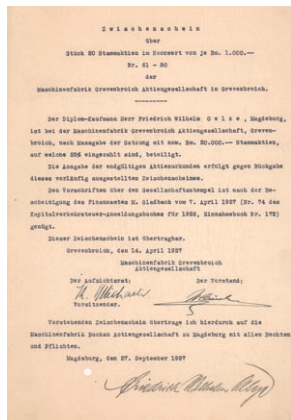 Zwischenschein
über
Stück 20 Stammaktien im Nennwert von je Rm. 1.000.—
Nr. 61 - 80
der
Maschinenfabrik Grevenbroich Aktiengesellschaft in Grevenbroich.
Der Diplom-Kaufmann Herr Friedrich Wilhelm Oelze, Magdeburg,
ist bei der Maschinenfabrik Grevenbroich Aktiengesellschaft, Greven-
broich, nach Massgabe der Satzung mit nom. Rm. 20.000.— Stammaktien,
auf welche 25% eingezahlt sind, beteiligt.
Die Ausgabe der endgültigen Aktienurkunden erfolgt gegen Rückgabe
dieses vorläufig ausgestellten Zwischenscheines.
Den Vorschriften über den Gesellschaftsstempel ist nach der Be-
scheinigung des Finanzamtes M. Gladbach vom 7. April 1927 (Nr. 74 des
Kapitalverkehrsteuer-Anmeldungsbuches für 1926, Einnahmebuch Nr. 178)
genügt.
Dieser Zwischenschein ist übertragbar.
Grevenbroich, den 14. April 1927
Maschinenfabrik Grevenbroich
Aktiengesellschaft
Der Aufsichtsrat: Der Vorstand:
Vorsitzender.
Vorstehenden Zwischenschein übertrage ich hierdurch auf die
Maschinenfabrik Buckau Aktiengesellschaft zu Magdeburg mit allen Rechten
und Pflichten.
Magdeburg, den 27. September 1927
Friedrich Wilhelm Oelze